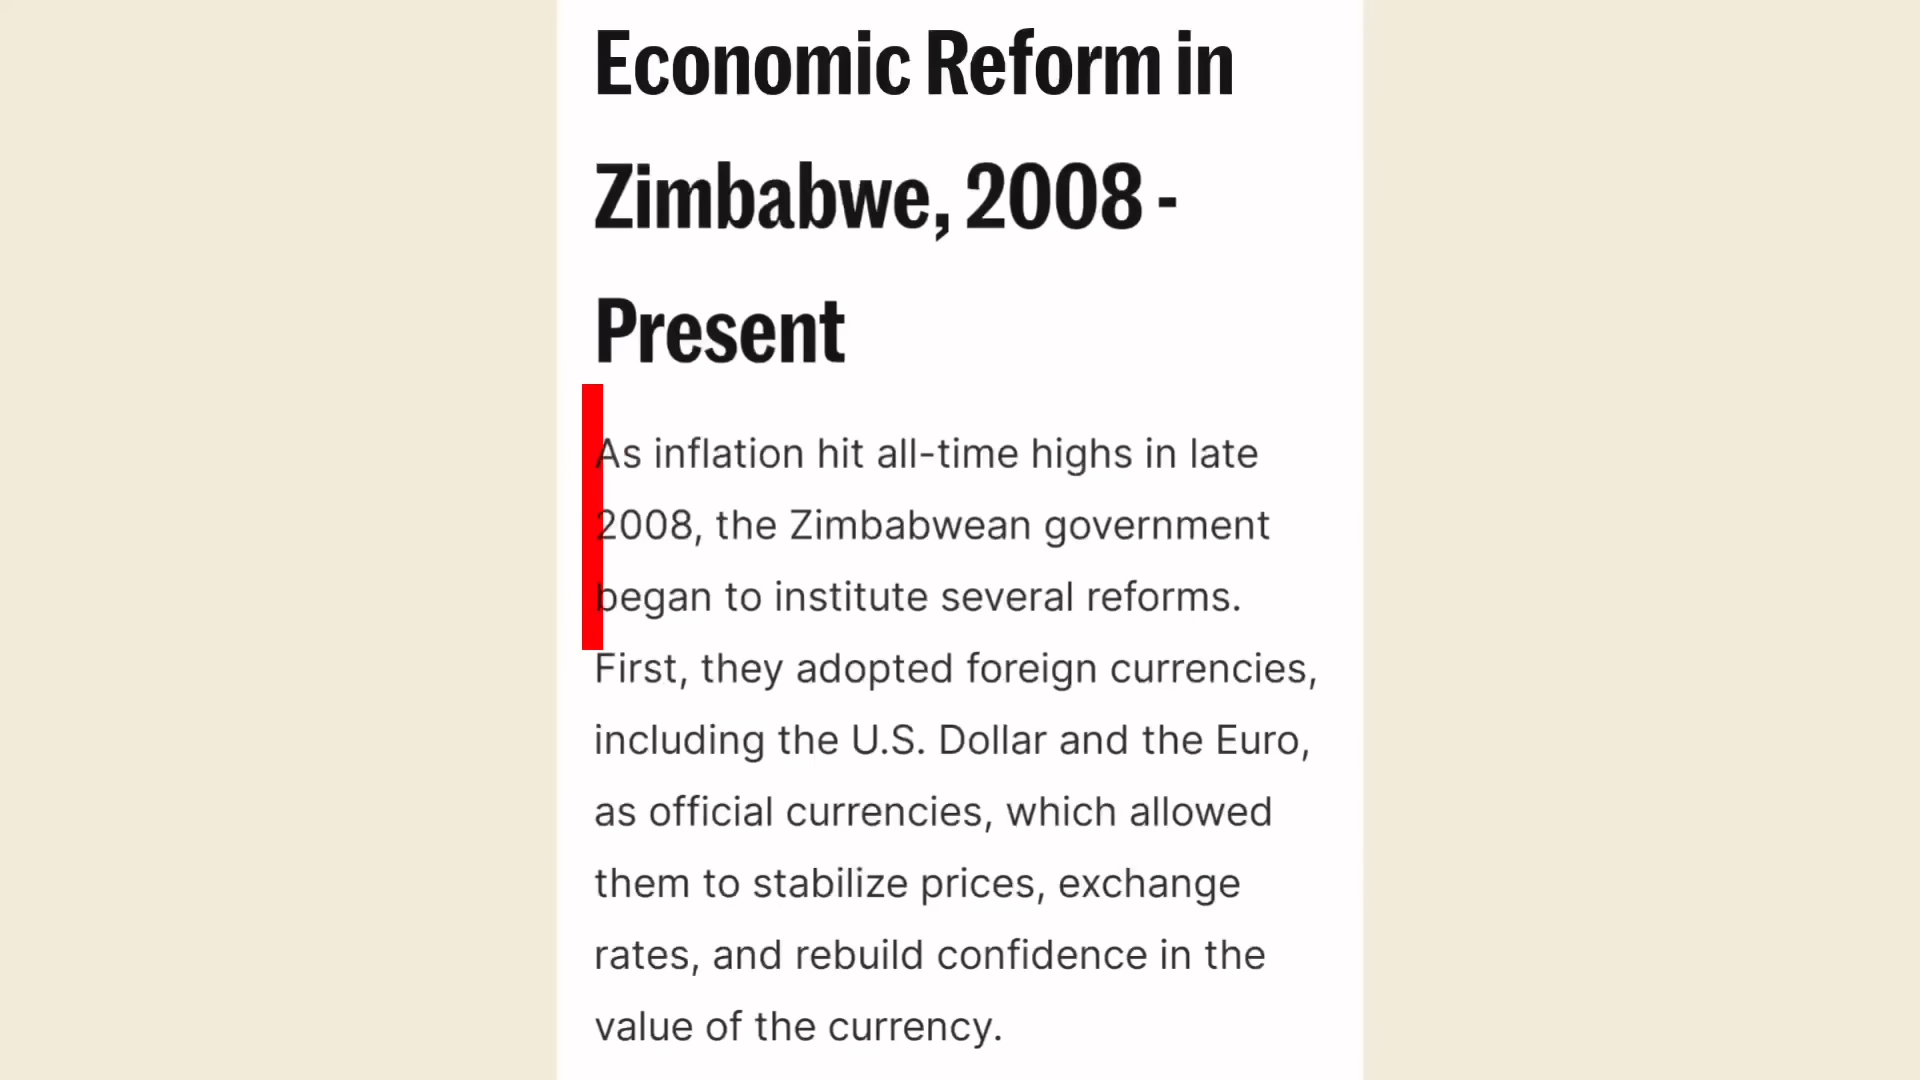 Economic Reform in
Zimbabwe, 2008 -
Present
As inflation hit all-time highs in late
2008, the Zimbabwean government
began to institute several reforms.
First, they adopted foreign currencies,
including the U.S. Dollar and the Euro,
as official currencies, which allowed
them to stabilize prices, exchange
rates, and rebuild confidence in the
value of the currency.